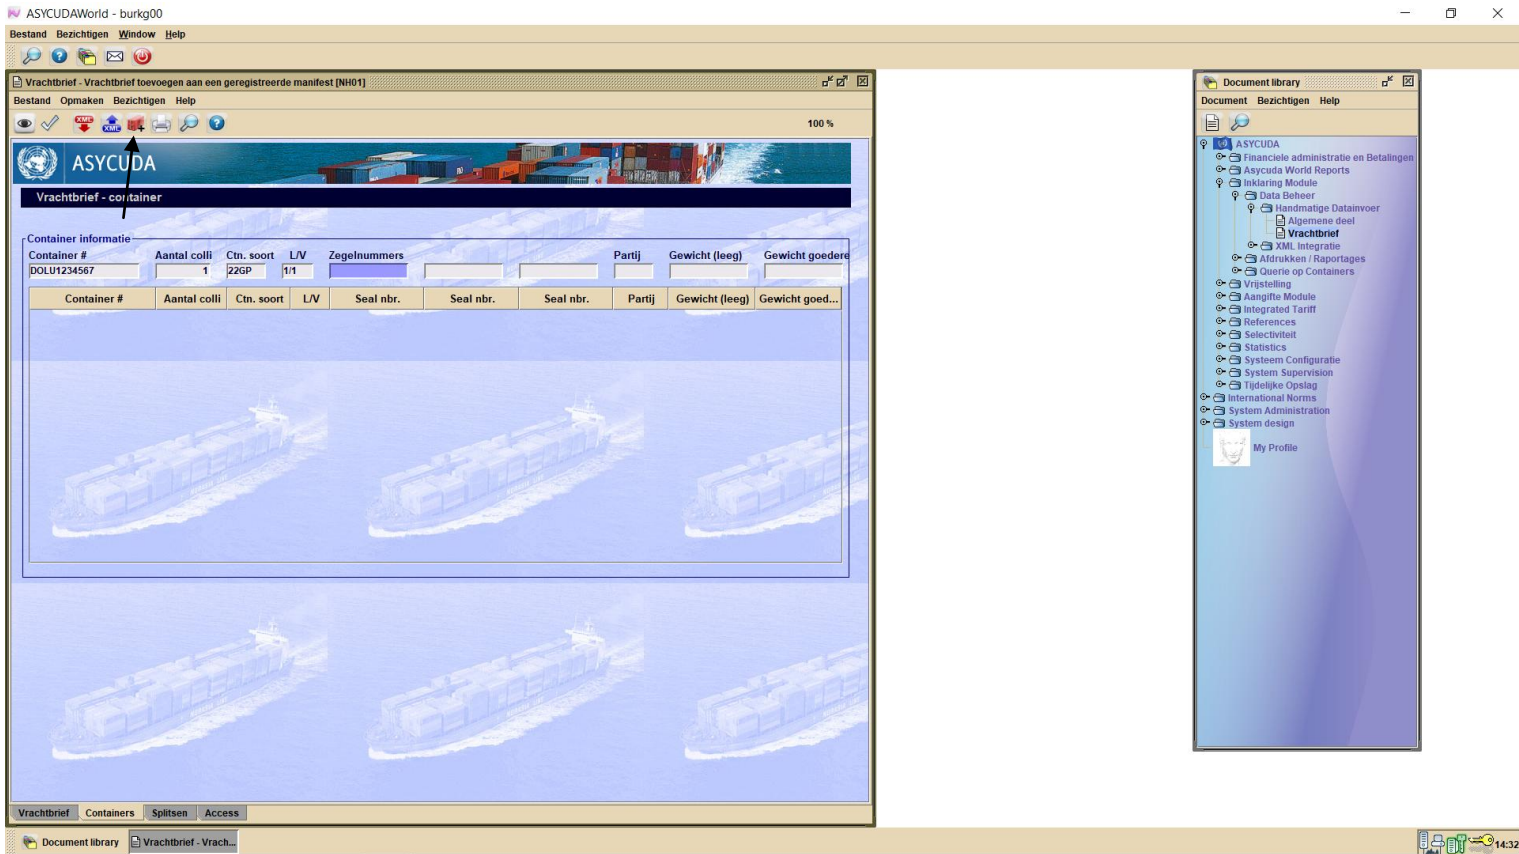 ASYCUDAWorld - burkg00
Bestand Bezichtigen Window Help
Vrachtbrief - Vrachtbrief toevoegen aan een geregistreerde manifest [NH01]
Bestand Opmaken Bezichtigen Help
XML XML
100 %
ASYCUDA
Vrachtbrief - container
Container informatie
Container # Aantal colli Ctn. soort L/V Zegelnummers Partij Gewicht (leeg) Gewicht goedere
DOLU1234567 1 22GP 1/1
Container # Aantal colli Ctn. soort L/V Seal nbr. Seal nbr. Seal nbr. Partij Gewicht (leeg) Gewicht goed...
Vrachtbrief Containers Splitsen Access
Document library
Document Bezichtigen Help
ASYCUDA
Financiele administratie en Betalingen
Asycuda World Reports
Inklaring Module
Data Beheer
Handmatige Datainvoer
Algemene deel
Vrachtbrief
XML Integratie
Afdrukken / Raportages
Querie op Containers
Vrijstelling
Aangifte Module
Integrated Tariff
References
Selectiviteit
Statistics
Systeem Configuratie
System Supervision
Tijdelijke Opslag
International Norms
System Administration
System design
My Profile
Document library Vrachtbrief - Vrach...
14:32